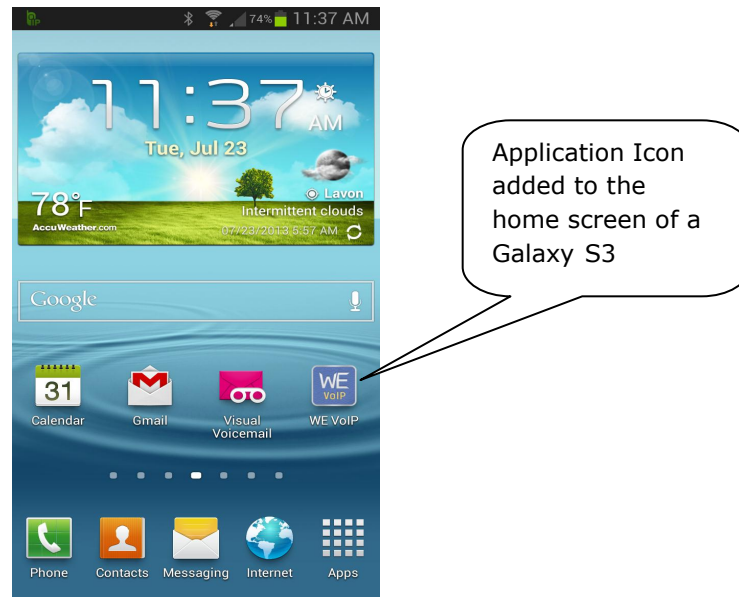 74% 11:37 AM
11:37
AM
Tue, Jul 23
78°F
Lavon
Intermittent clouds
AccuWeather.com
07/23/2013 5:57 AM
Google
31
WE
VoIP
Calendar
Gmail
Visual
Voicemail
WE VoIP
Phone
Contacts
Messaging
Internet
Apps
Application Icon
added to the
home screen of a
Galaxy S3